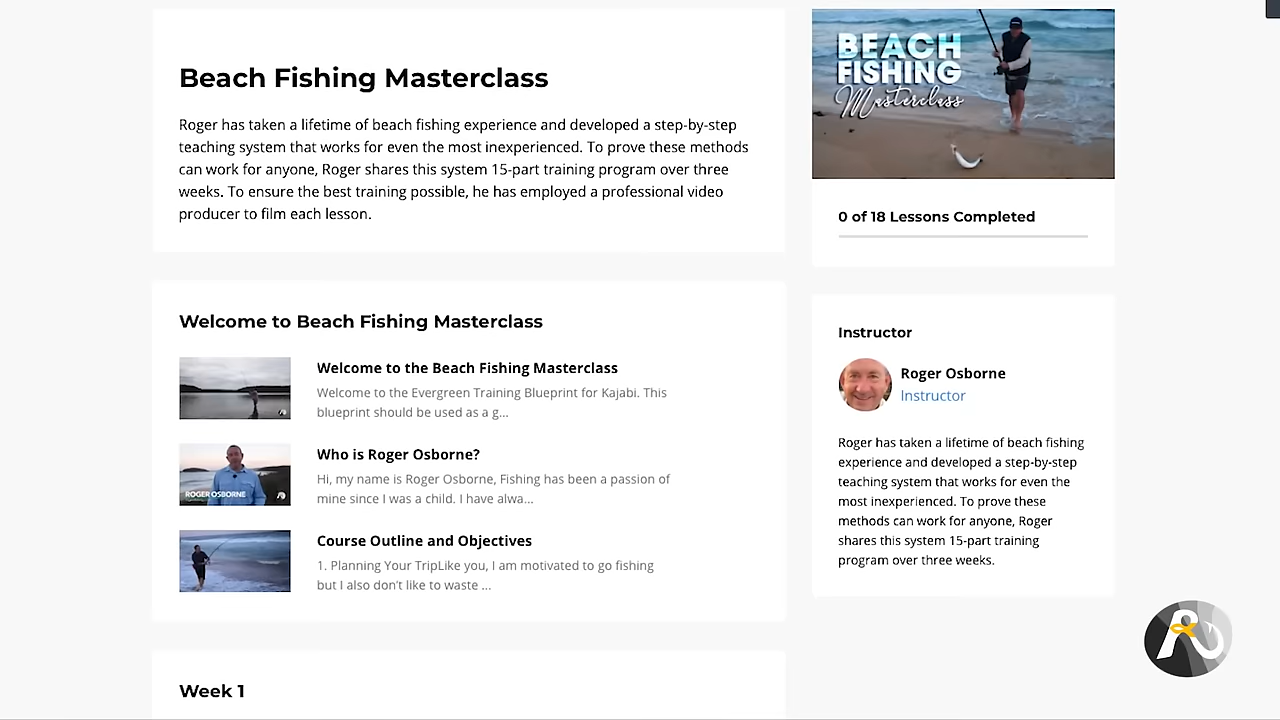 Beach Fishing Masterclass
Roger has taken a lifetime of beach fishing experience and developed a step-by-step
teaching system that works for even the most inexperienced. To prove these methods
can work for anyone, Roger shares this system 15-part training program over three
weeks. To ensure the best training possible, he has employed a professional video
producer to film each lesson.
Welcome to Beach Fishing Masterclass
Welcome to the Beach Fishing Masterclass
Welcome to the Evergreen Training Blueprint for Kajabi. This
blueprint should be used as a g...
ROGER OSBORNE
Who is Roger Osborne?
Hi, my name is Roger Osborne, Fishing has been a passion of
mine since I was a child. I have alwa...
Course Outline and Objectives
1. Planning Your TripLike you, I am motivated to go fishing
but I also don't like to waste ...
Week 1
BEACH
FISHING
Masterclass
0 of 18 Lessons Completed
Instructor
Roger Osborne
Instructor
Roger has taken a lifetime of beach fishing
experience and developed a step-by-step
teaching system that works for even the
most inexperienced. To prove these
methods can work for anyone, Roger
shares this system 15-part training
program over three weeks.